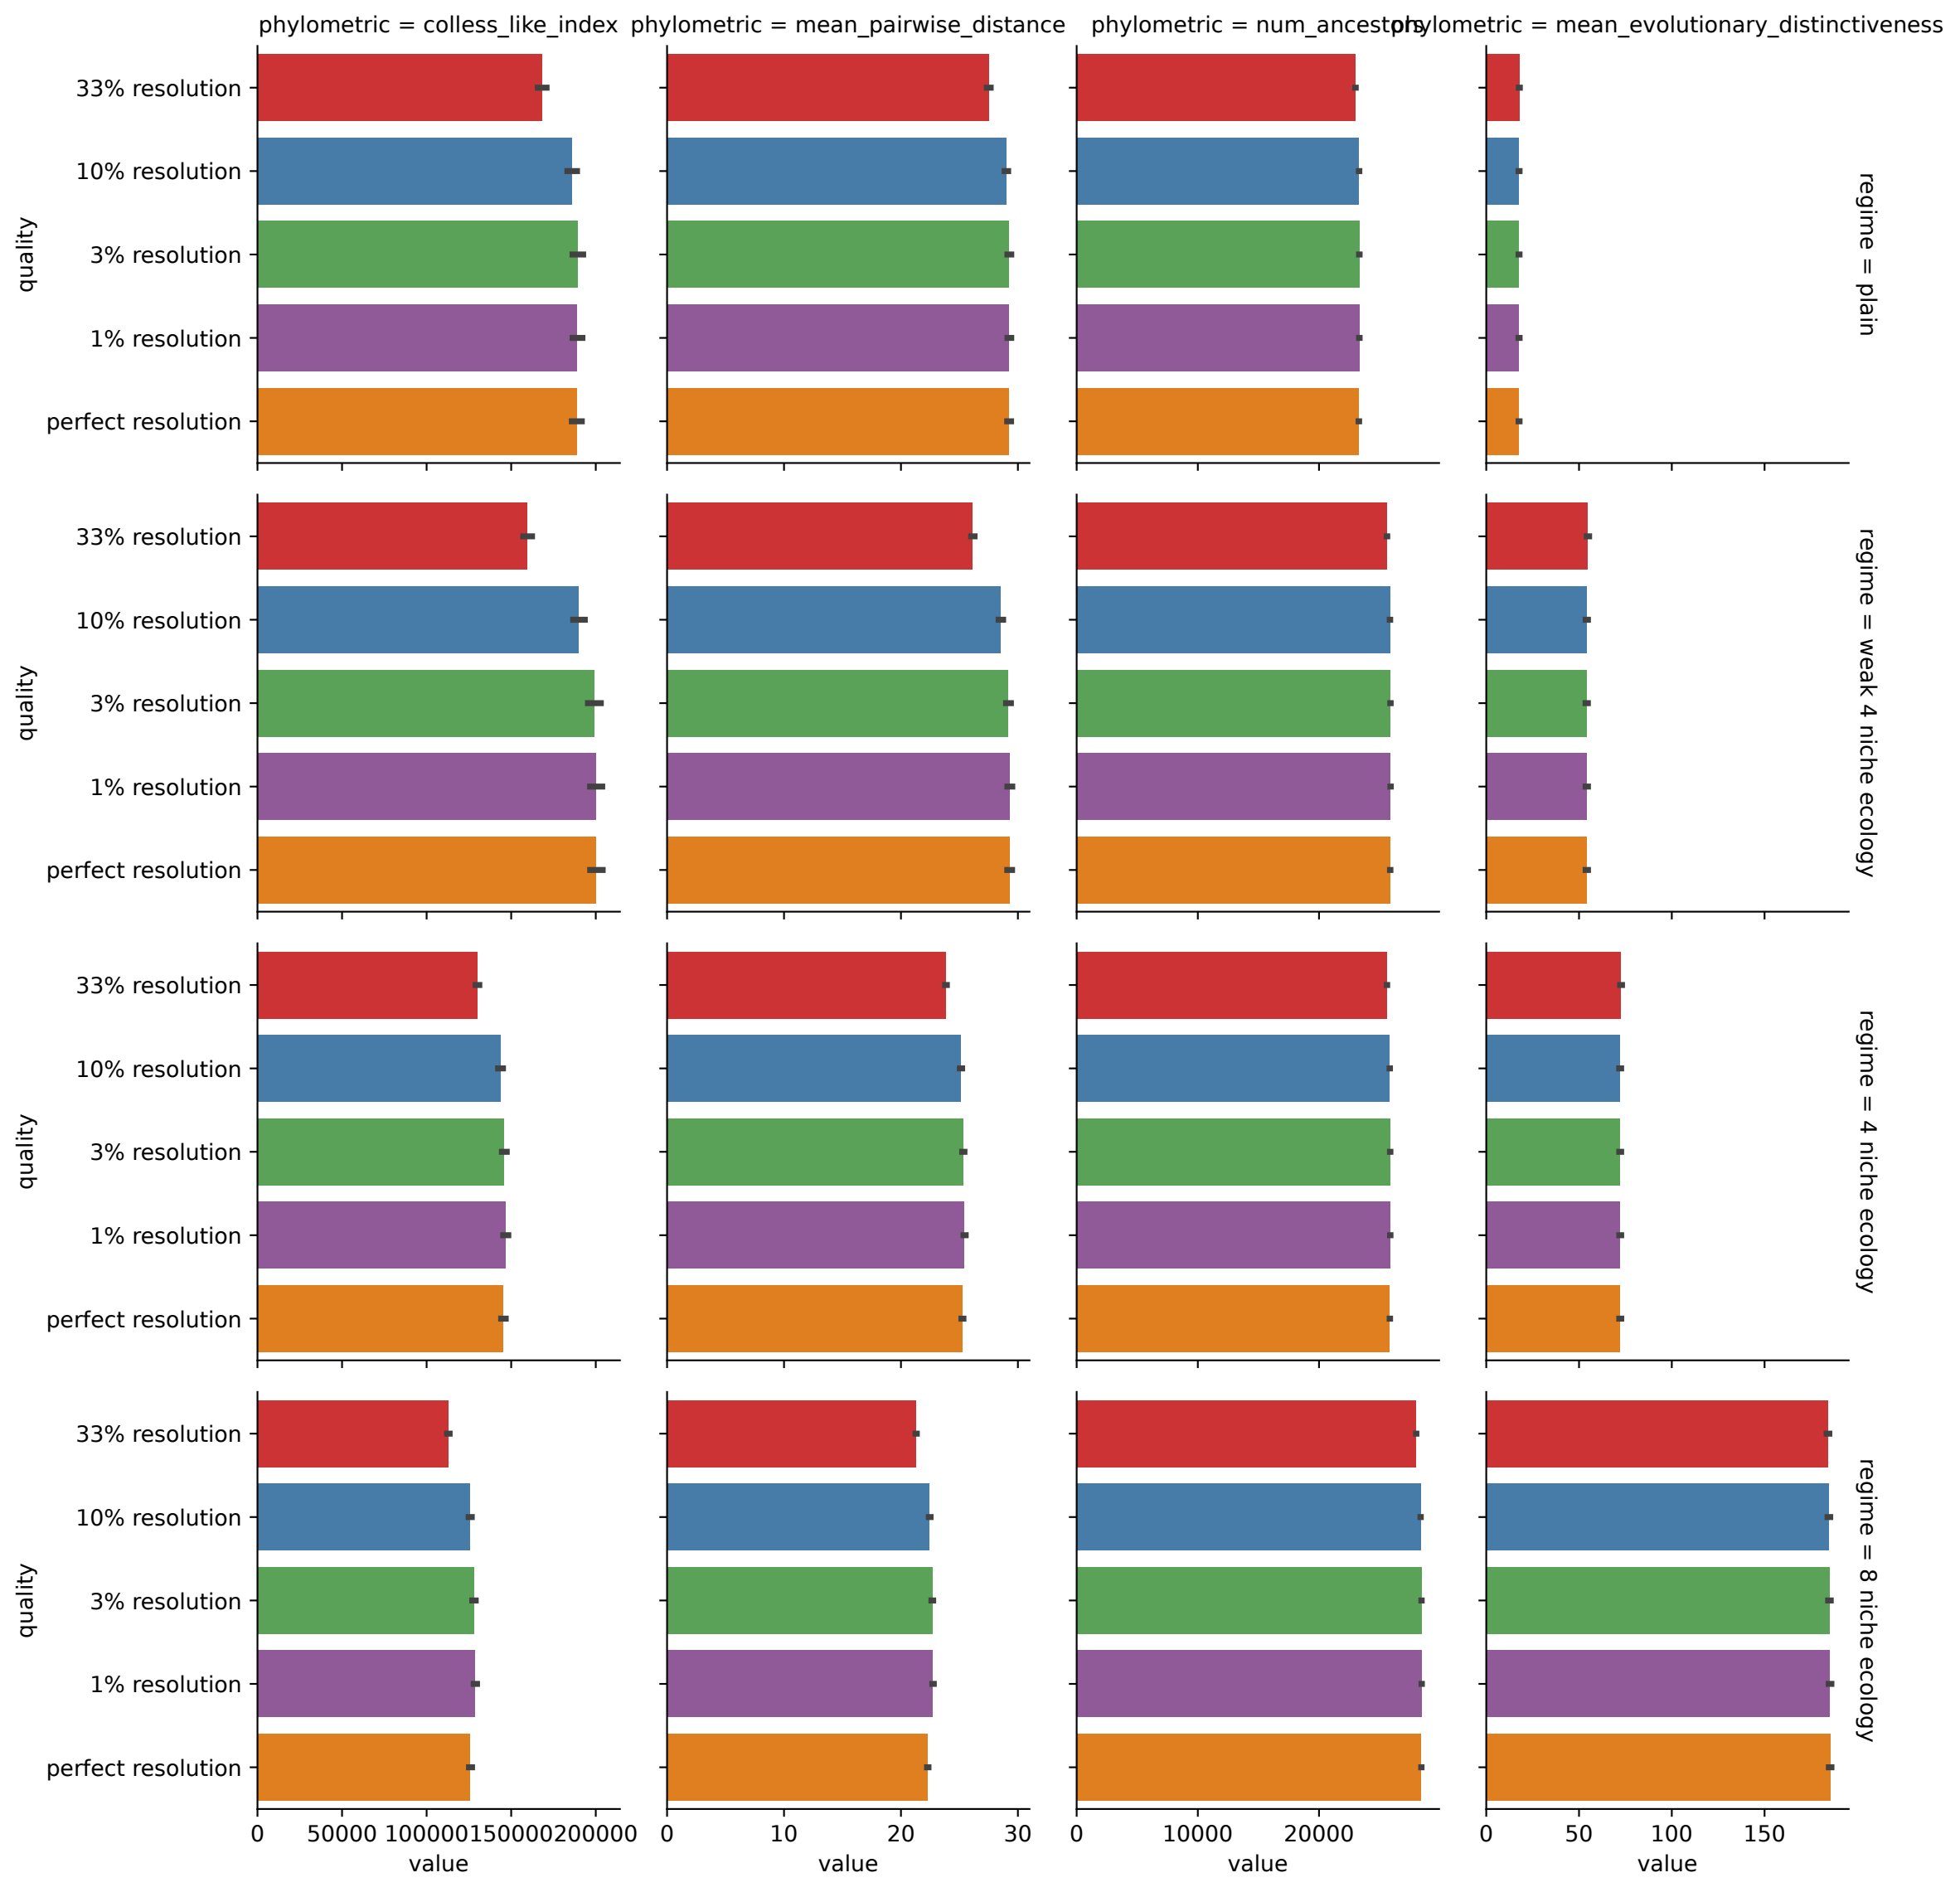 phylometric = colless_like_index
phylometric = mean_pairwise_distance
phylometric = num_ancestors
phylometric = mean_evolutionary_distinctiveness
quality
33% resolution
10% resolution
3% resolution
1% resolution
perfect resolution
regime = plain
quality
33% resolution
10% resolution
3% resolution
1% resolution
perfect resolution
regime = weak 4 niche ecology
quality
33% resolution
10% resolution
3% resolution
1% resolution
perfect resolution
regime = 4 niche ecology
quality
33% resolution
10% resolution
3% resolution
1% resolution
perfect resolution
regime = 8 niche ecology
0 50000 100000 150000 200000
0 10 20 30
0 10000 20000
0 50 100 150
value
value
value
value